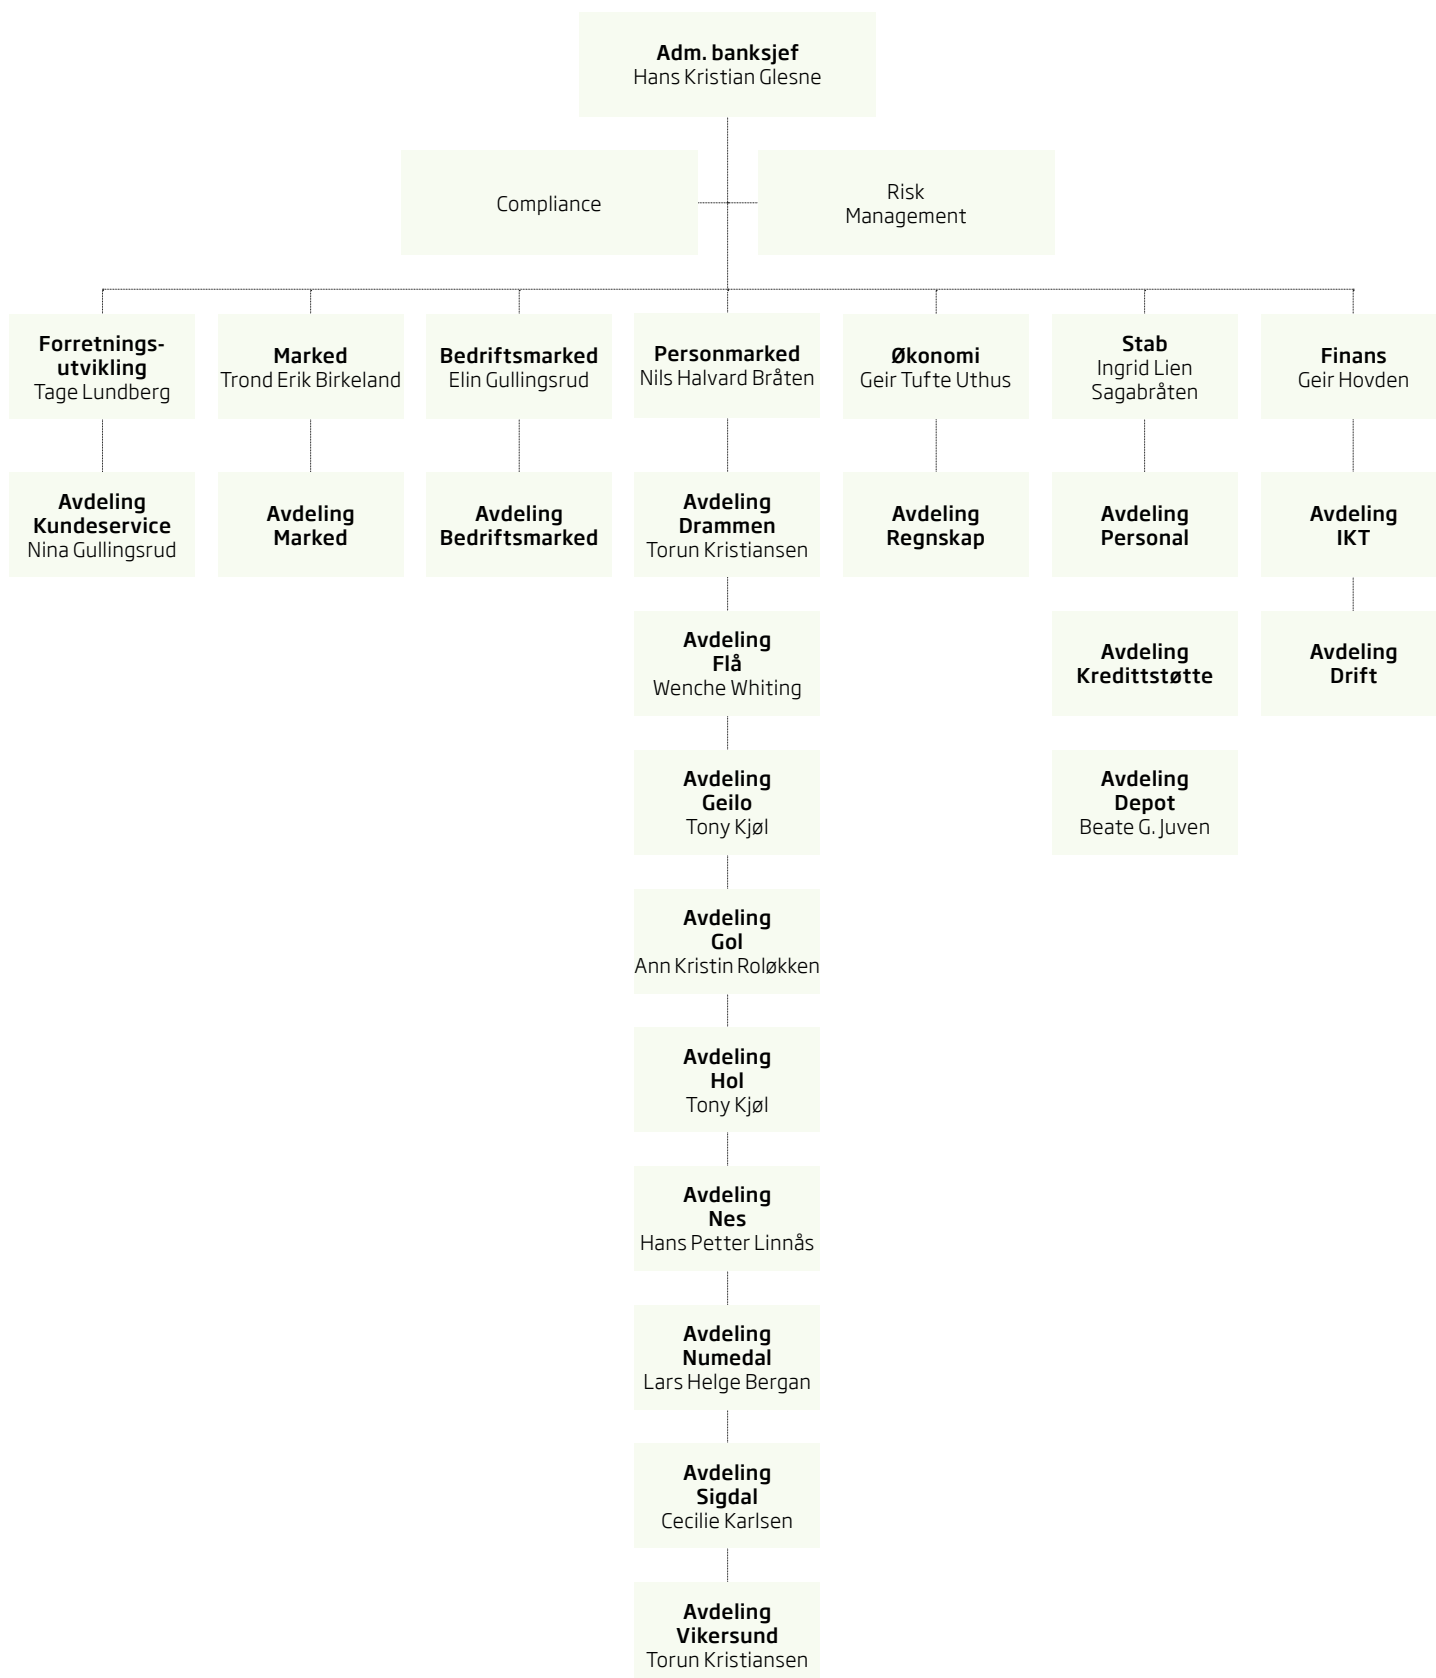 Adm. banksjef
Hans Kristian Glesne
Compliance
Risk
Management
Forretnings-
utvikling
Tage Lundberg
Marked
Trond Erik Birkeland
Bedriftsmarked
Elin Gullingsrud
Personmarked
Nils Halvard Bråten
Økonomi
Geir Tufte Uthus
Stab
Ingrid Lien
Sagabråten
Finans
Geir Hovden
Avdeling
Kundeservice
Nina Gullingsrud
Avdeling
Marked
Avdeling
Bedriftsmarked
Avdeling
Drammen
Torun Kristiansen
Avdeling
Regnskap
Avdeling
Personal
Avdeling
IKT
Avdeling
Flå
Wenche Whiting
Avdeling
Kredittstøtte
Avdeling
Drift
Avdeling
Geilo
Tony Kjøl
Avdeling
Depot
Beate G. Juven
Avdeling
Gol
Ann Kristin Roløkken
Avdeling
Hol
Tony Kjøl
Avdeling
Nes
Hans Petter Linnås
Avdeling
Numedal
Lars Helge Bergan
Avdeling
Sigdal
Cecilie Karlsen
Avdeling
Vikersund
Torun Kristiansen